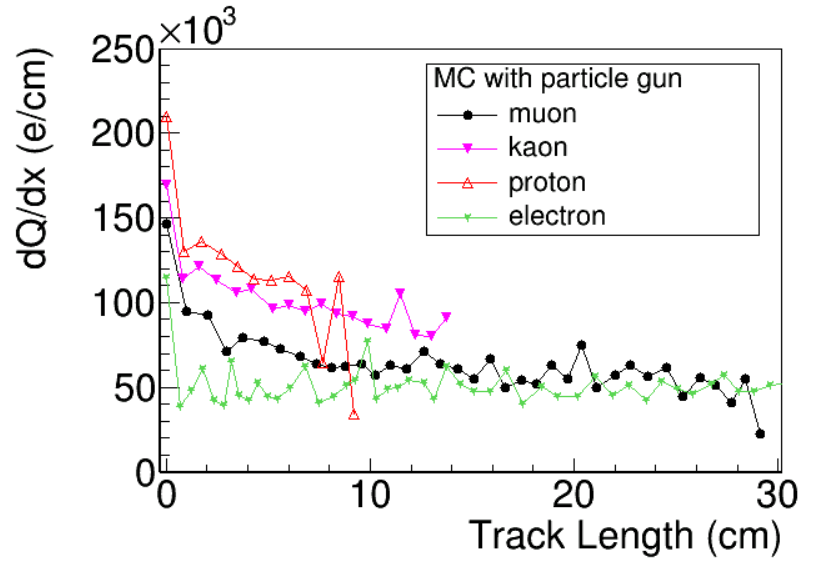 ×10³
250
200
150
100
50
0
dQ/dx (e/cm)
MC with particle gun
muon
kaon
proton
electron
0 10 20 30
Track Length (cm)